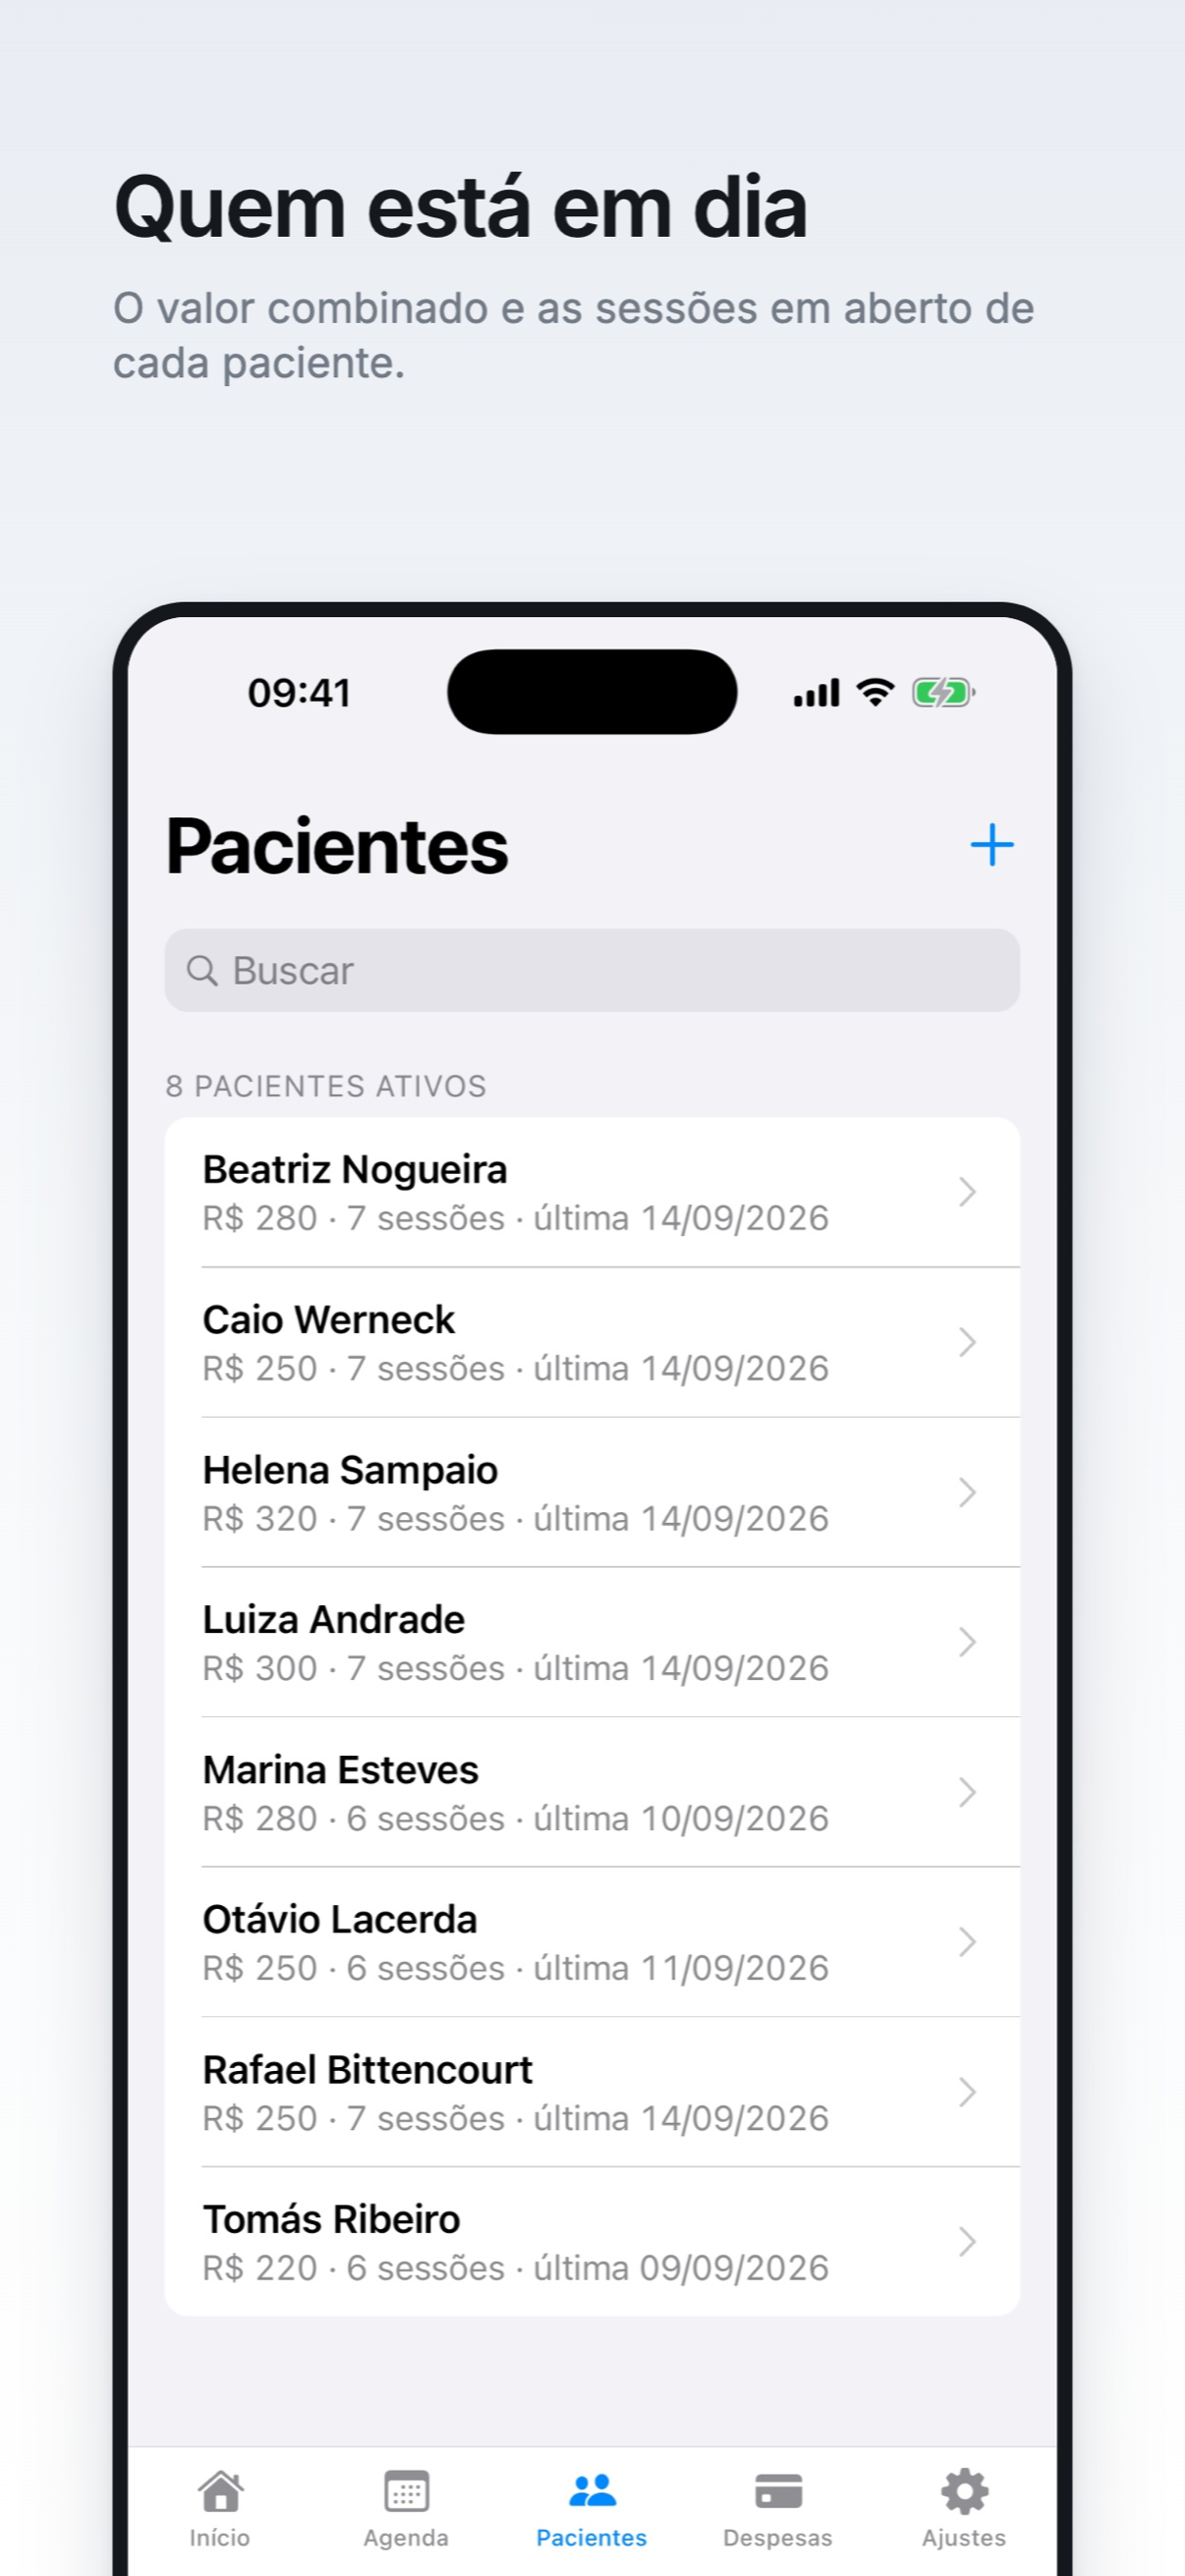 Quem está em dia
O valor combinado e as sessões em aberto de
cada paciente.
09:41
Pacientes
Buscar
8 PACIENTES ATIVOS
Beatriz Nogueira
R$ 280 · 7 sessões · última 14/09/2026
Caio Werneck
R$ 250 · 7 sessões · última 14/09/2026
Helena Sampaio
R$ 320 · 7 sessões · última 14/09/2026
Luiza Andrade
R$ 300 · 7 sessões · última 14/09/2026
Marina Esteves
R$ 280 · 6 sessões · última 10/09/2026
Otávio Lacerda
R$ 250 · 6 sessões · última 11/09/2026
Rafael Bittencourt
R$ 250 · 7 sessões · última 14/09/2026
Tomás Ribeiro
R$ 220 · 6 sessões · última 09/09/2026
Início Agenda Pacientes Despesas Ajustes